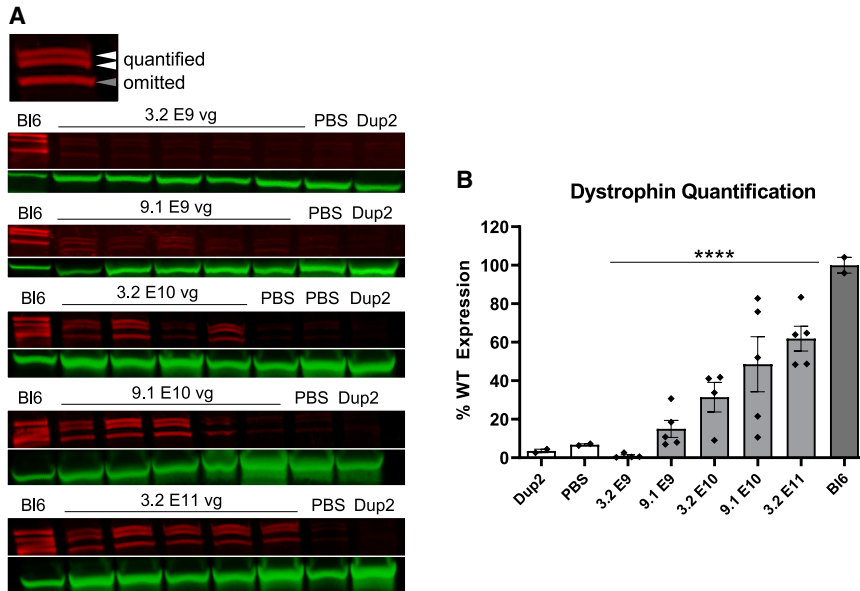 A
quantified
omitted
Bl6 3.2 E9 vg PBS Dup2
Bl6 9.1 E9 vg PBS Dup2
Bl6 3.2 E10 vg PBS PBS Dup2
Bl6 9.1 E10 vg PBS Dup2
Bl6 3.2 E11 vg PBS Dup2
B
Dystrophin Quantification
% WT Expression
120
100
80
60
40
20
0
****
Dup2
PBS
3.2 E9
9.1 E9
3.2 E10
9.1 E10
3.2 E11
Bl6